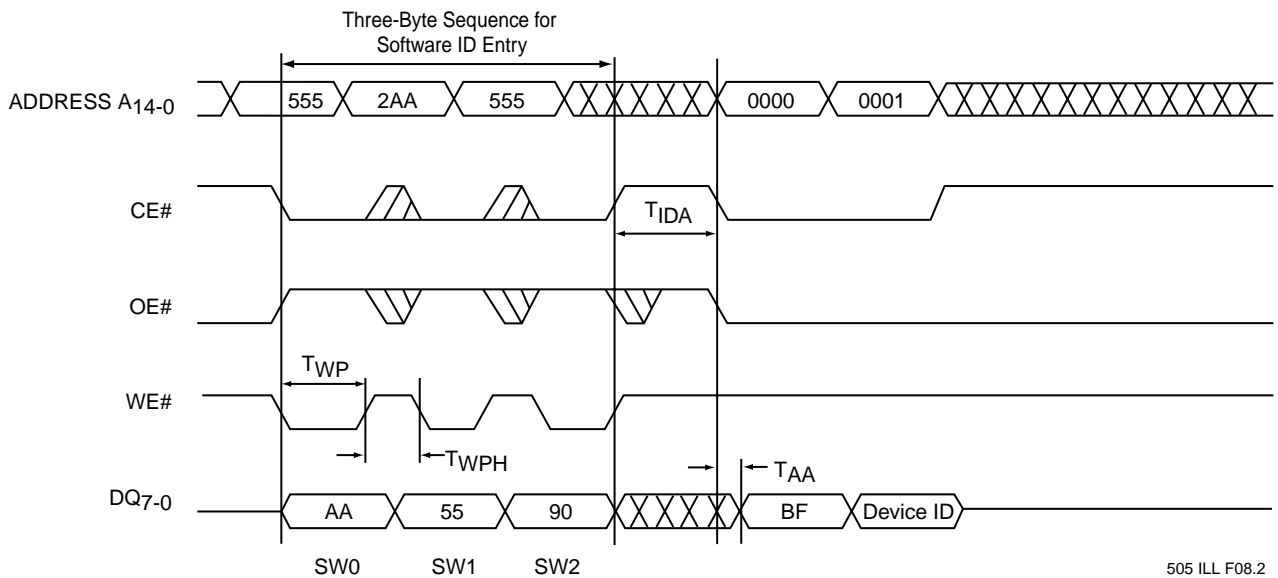 Three-Byte Sequence for
Software ID Entry
ADDRESS A14-0
555
2AA
555
0000
0001
CE#
TIDA
OE#
TWP
WE#
TWPH
TAA
DQ7-0
AA
55
90
BF
Device ID
SW0
SW1
SW2
505 ILL F08.2